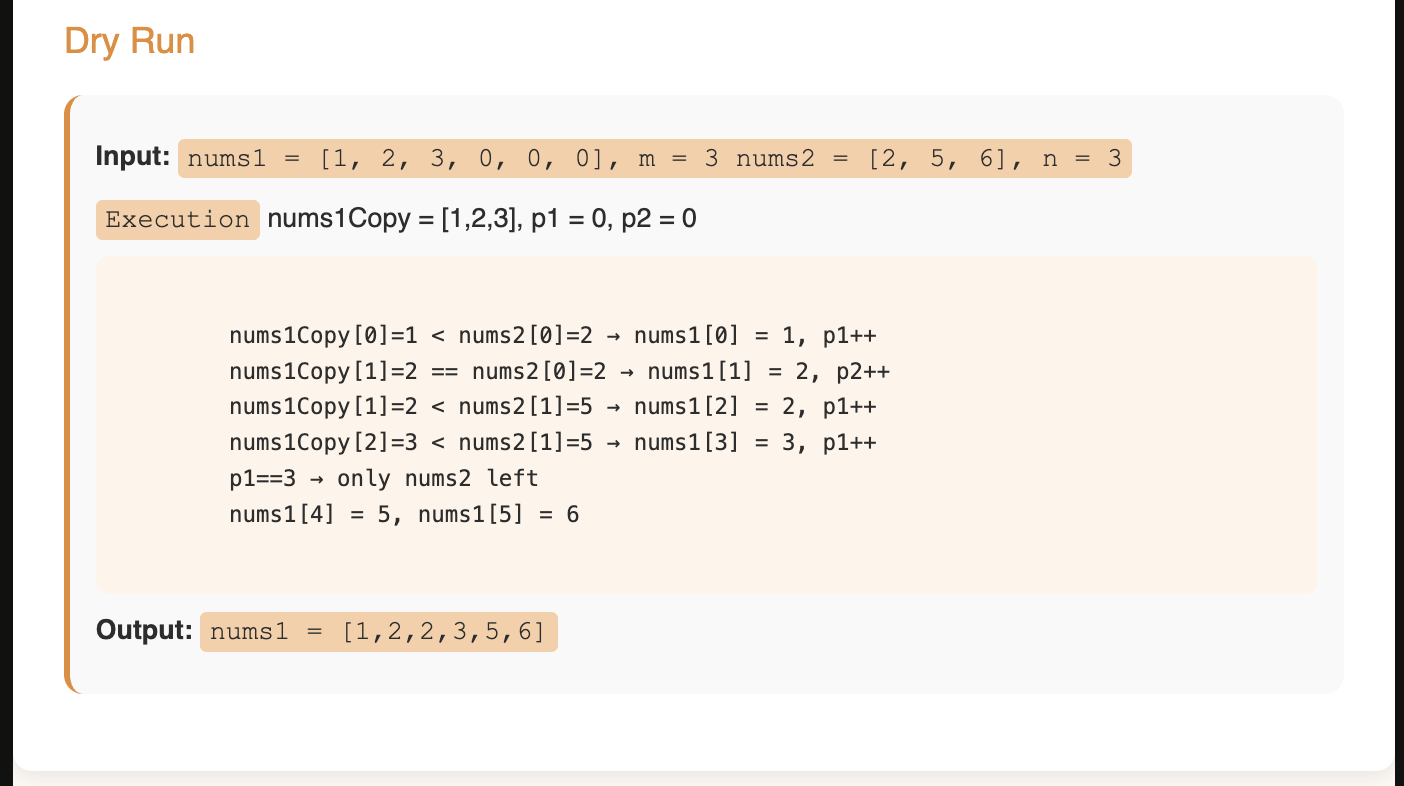 Dry Run
Input: nums1 = [1, 2, 3, 0, 0, 0], m = 3 nums2 = [2, 5, 6], n = 3
Execution nums1Copy = [1,2,3], p1 = 0, p2 = 0
nums1Copy[0]=1 < nums2[0]=2 → nums1[0] = 1, p1++
nums1Copy[1]=2 == nums2[0]=2 → nums1[1] = 2, p2++
nums1Copy[1]=2 < nums2[1]=5 → nums1[2] = 2, p1++
nums1Copy[2]=3 < nums2[1]=5 → nums1[3] = 3, p1++
p1==3 → only nums2 left
nums1[4] = 5, nums1[5] = 6
Output: nums1 = [1,2,2,3,5,6]